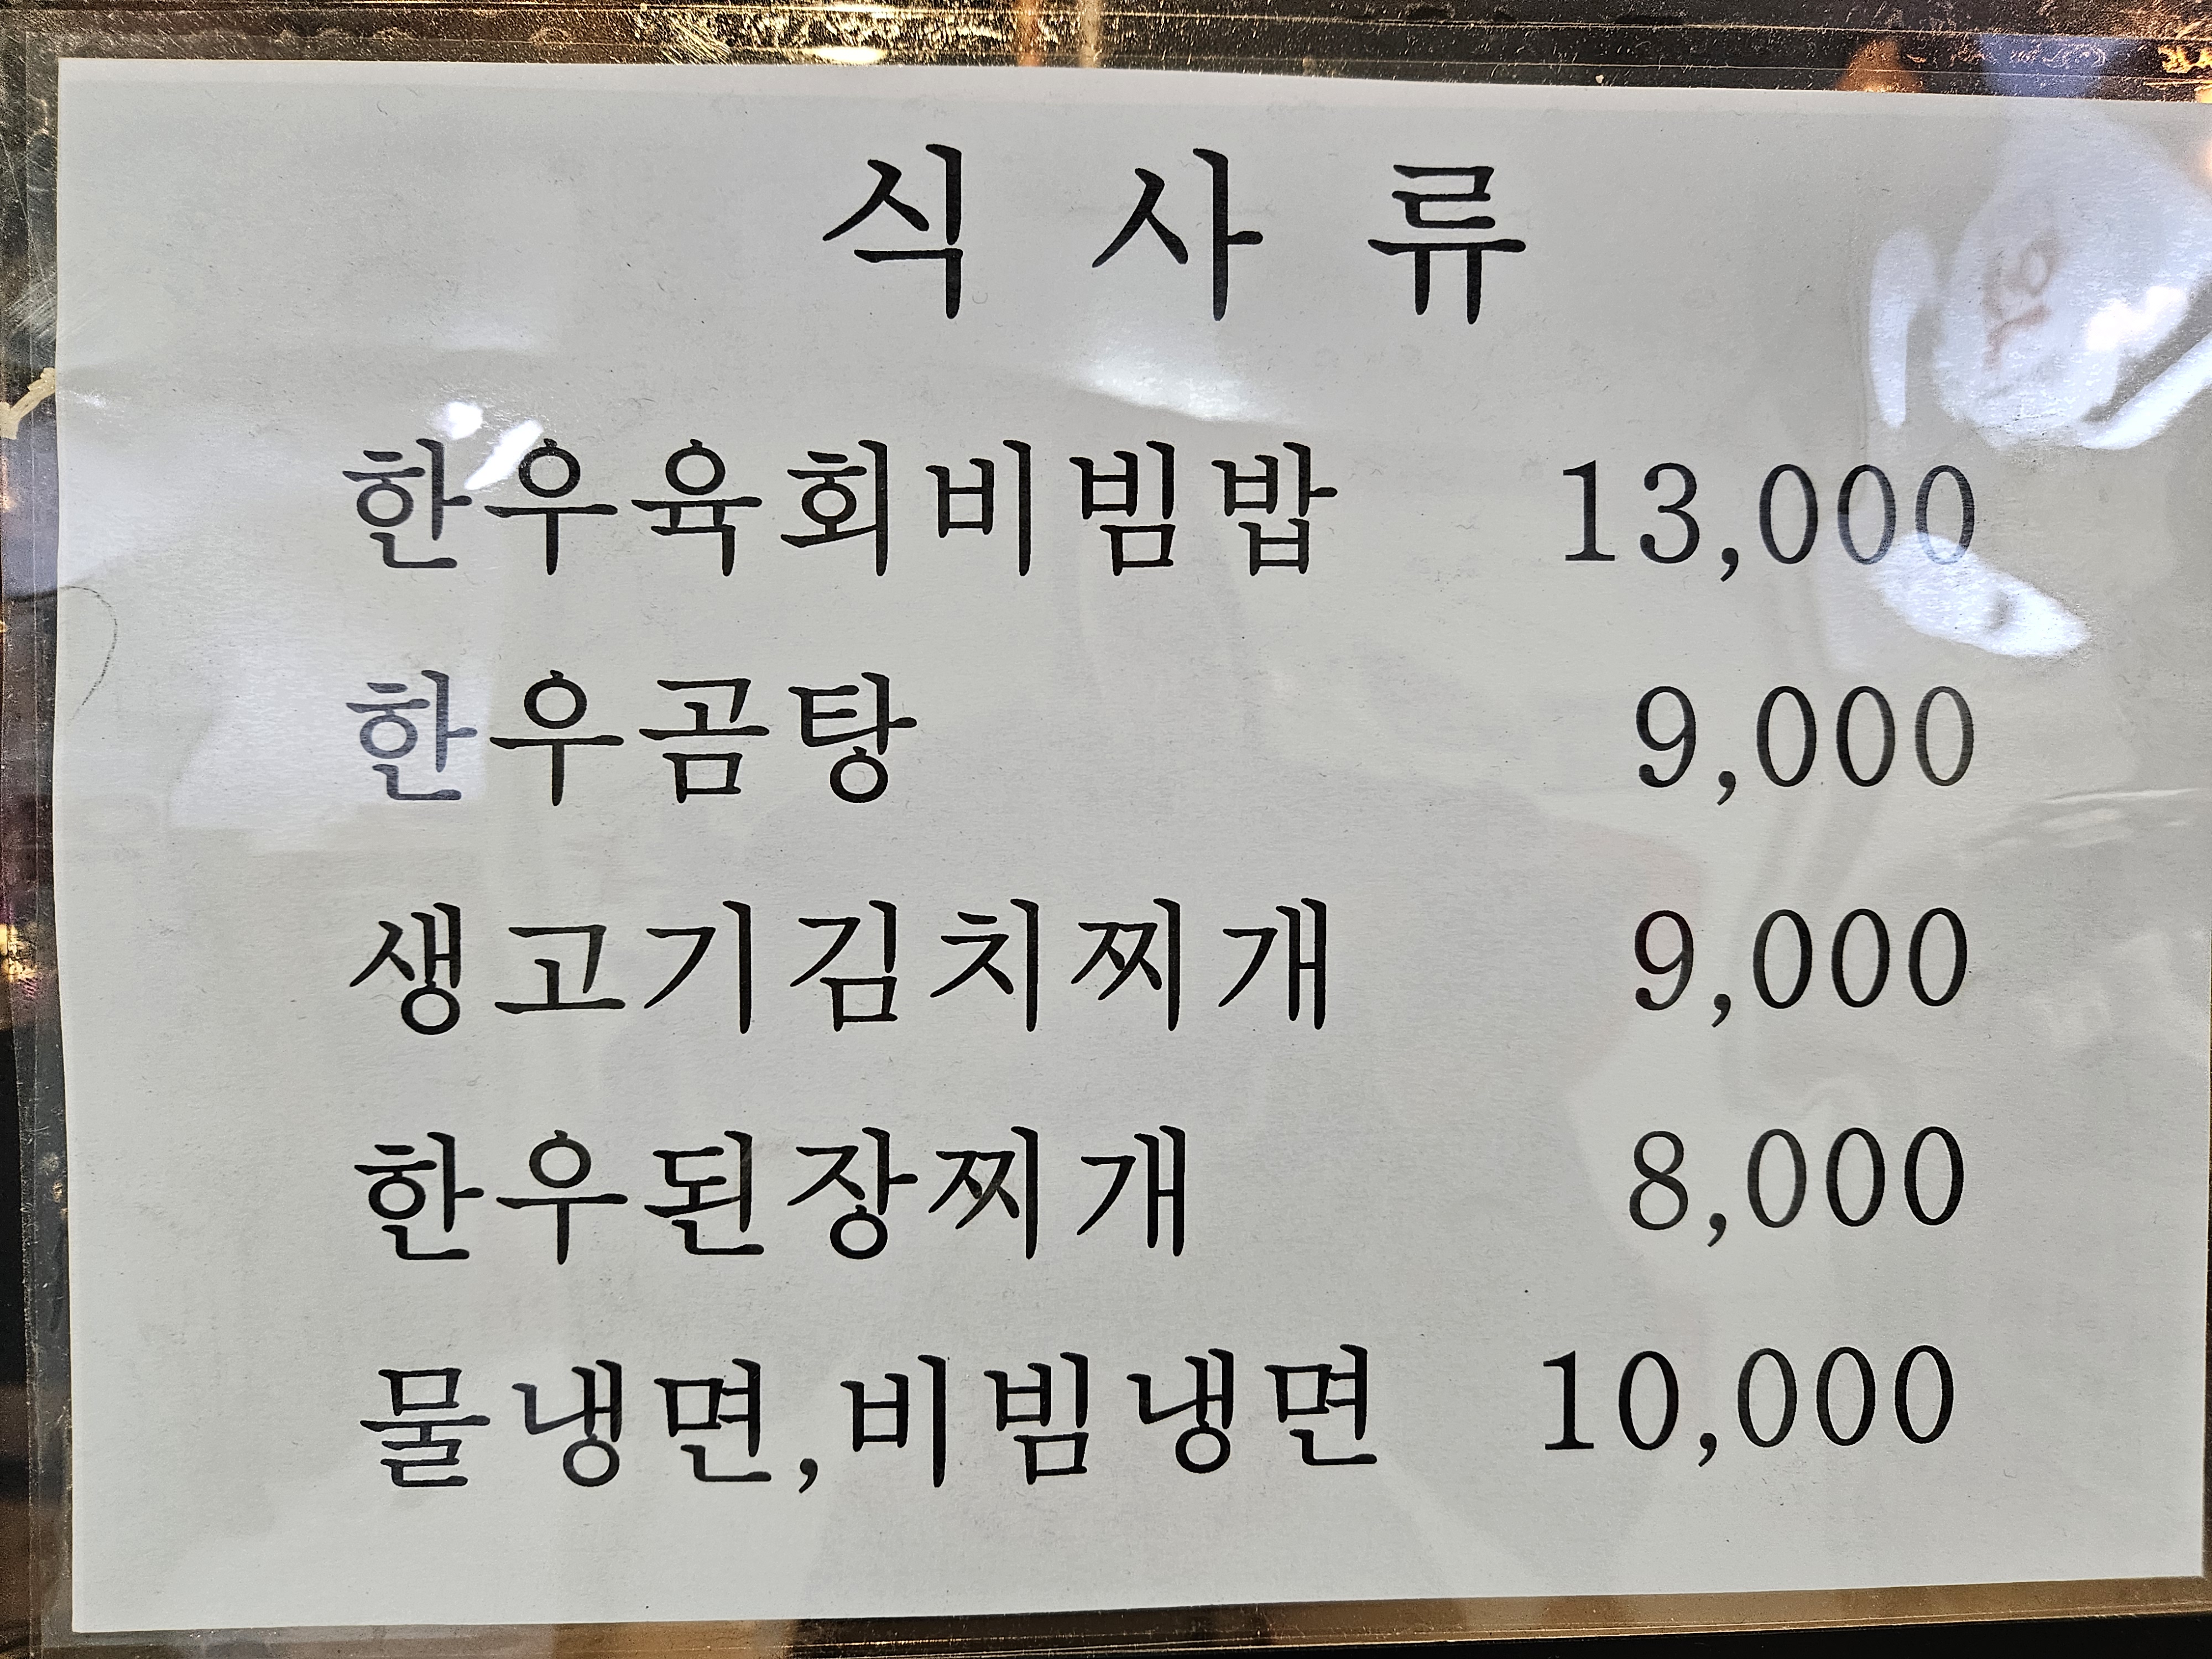 식 사 류
한우육회비빔밥 13,000
한우곰탕 9,000
생고기김치찌개 9,000
한우된장찌개 8,000
물냉면,비빔냉면 10,000